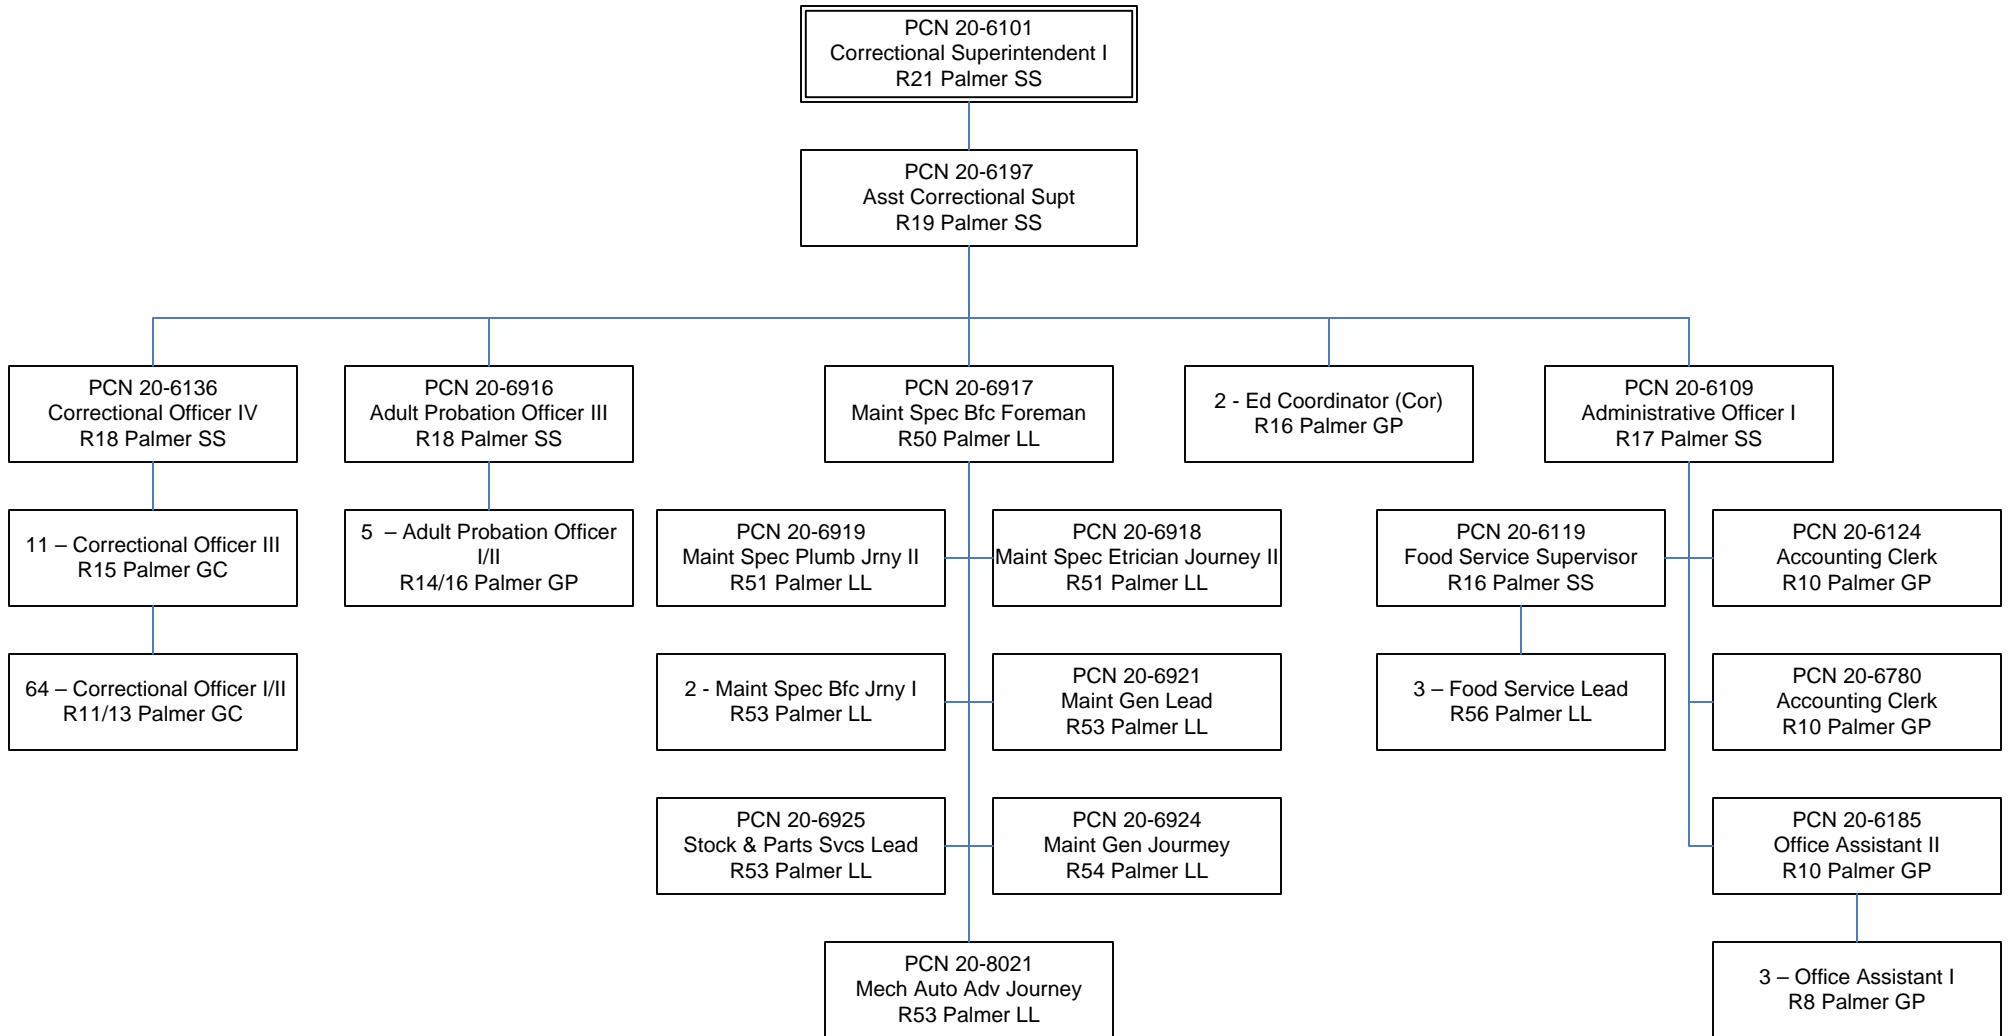 PCN 20-6101
Correctional Superintendent I
R21 Palmer SS
PCN 20-6197
Asst Correctional Supt
R19 Palmer SS
PCN 20-6136
Correctional Officer IV
R18 Palmer SS
PCN 20-6916
Adult Probation Officer III
R18 Palmer SS
PCN 20-6917
Maint Spec Bfc Foreman
R50 Palmer LL
2 - Ed Coordinator (Cor)
R16 Palmer GP
PCN 20-6109
Administrative Officer I
R17 Palmer SS
11 – Correctional Officer III
R15 Palmer GC
5 – Adult Probation Officer
I/II
R14/16 Palmer GP
PCN 20-6919
Maint Spec Plumb Jrny II
R51 Palmer LL
PCN 20-6918
Maint Spec Etrician Journey II
R51 Palmer LL
PCN 20-6119
Food Service Supervisor
R16 Palmer SS
PCN 20-6124
Accounting Clerk
R10 Palmer GP
64 – Correctional Officer I/II
R11/13 Palmer GC
2 - Maint Spec Bfc Jrny I
R53 Palmer LL
PCN 20-6921
Maint Gen Lead
R53 Palmer LL
3 – Food Service Lead
R56 Palmer LL
PCN 20-6780
Accounting Clerk
R10 Palmer GP
PCN 20-6925
Stock & Parts Svcs Lead
R53 Palmer LL
PCN 20-6924
Maint Gen Jourmey
R54 Palmer LL
PCN 20-6185
Office Assistant II
R10 Palmer GP
PCN 20-8021
Mech Auto Adv Journey
R53 Palmer LL
3 – Office Assistant I
R8 Palmer GP